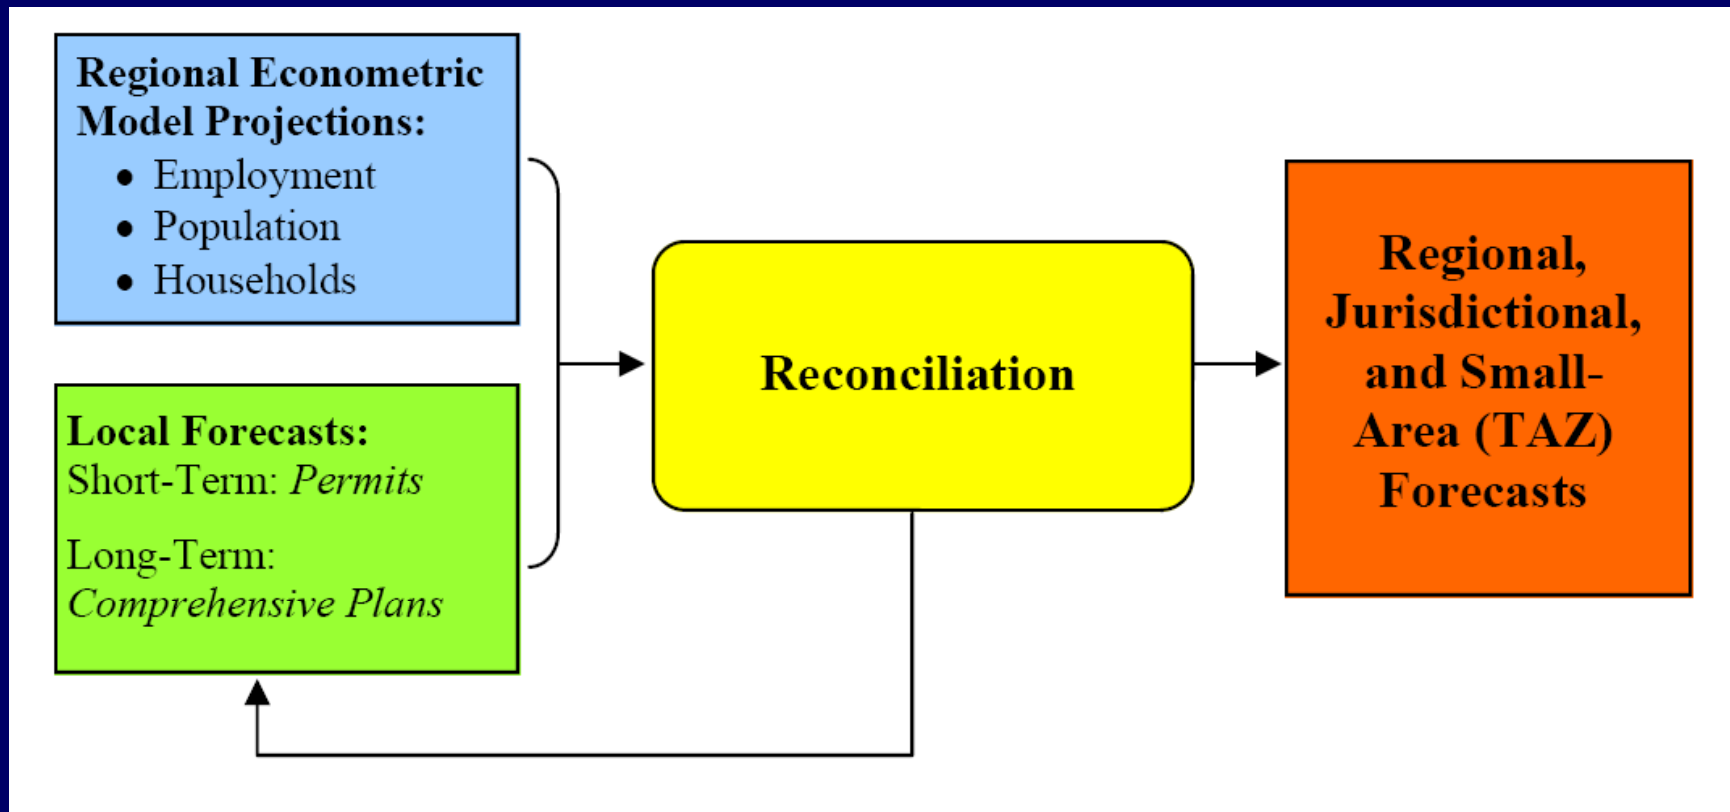 Regional Econometric
Model Projections:
• Employment
• Population
• Households
Local Forecasts:
Short-Term: Permits
Long-Term:
Comprehensive Plans
Reconciliation
Regional,
Jurisdictional,
and Small-
Area (TAZ)
Forecasts